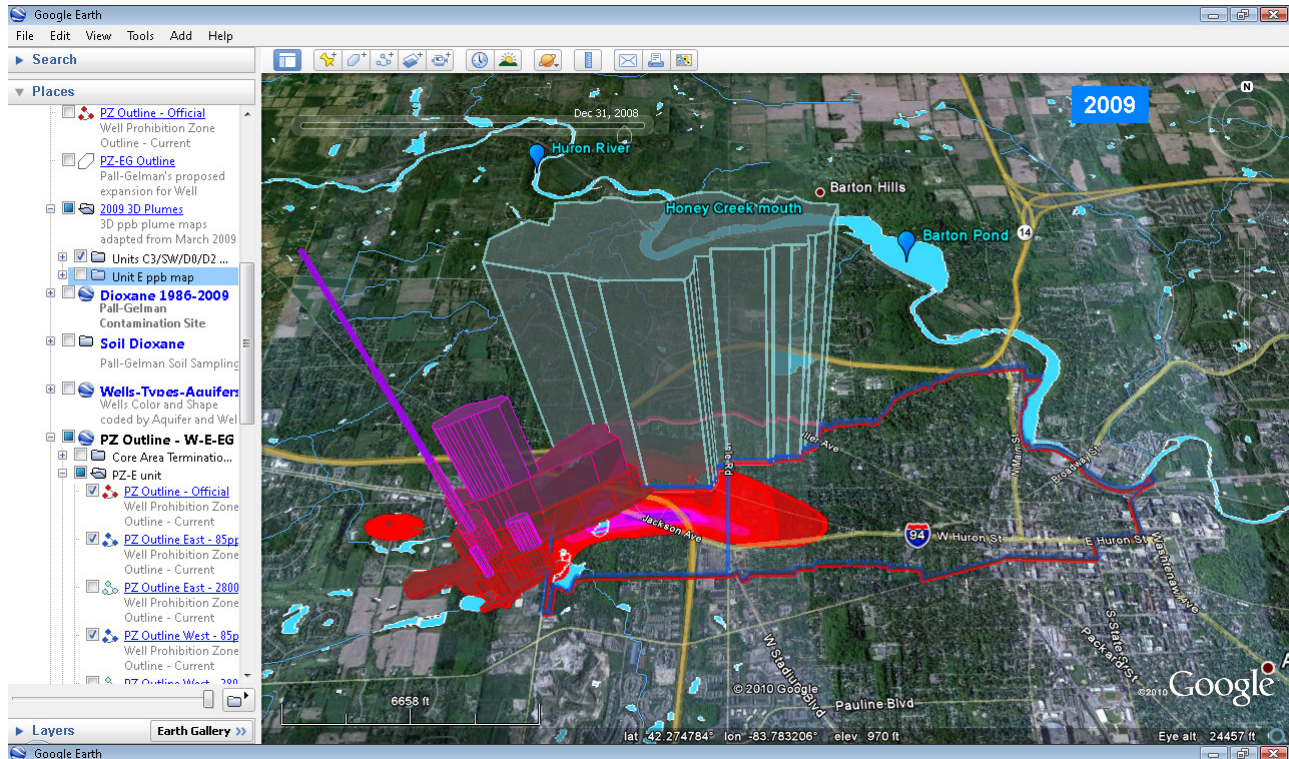 Google Earth
File Edit View Tools Add Help
Search
Places
PZ Outline - Official
Well Prohibition Zone
Outline - Current
PZ-EG Outline
Pall-Gelman's proposed
expansion for Well
2009 3D Plumes
3D ppb plume maps
adapted from March 2009
Units C3/SW/D0/D2 ...
Unit E ppb map
Dioxane 1986-2009
Pall-Gelman
Contamination Site
Soil Dioxane
Pall-Gelman Soil Sampling
Wells-Types-Aquifers
Wells Color and Shape
coded by Aquifer and Wel
PZ Outline - W-E-EG
Core Area Terminatio...
PZ-E unit
PZ Outline - Official
Well Prohibition Zone
Outline - Current
PZ Outline East - 85pp
Well Prohibition Zone
Outline - Current
PZ Outline East - 2800
Well Prohibition Zone
Outline - Current
PZ Outline West - 85p
Well Prohibition Zone
Outline - Current
PZ Outline West - 280
Layers
Earth Gallery >>
Dec 31, 2008
2009
N
Huron River
Barton Hills
Honey Creek mouth
Barton Pond
14
iller Ave
ple Rd
N Main St
Broadway St
Jackson Ave
94
W Huron St
E Huron St
Washtenaw Ave
S State St
Packard St
W Stadium Blvd
Pauline Blvd
A
6658 ft
© 2010 Google
©2010 Google
lat 42.274784° lon -83.783206° elev 970 ft
Eye alt 24457 ft
Google Earth